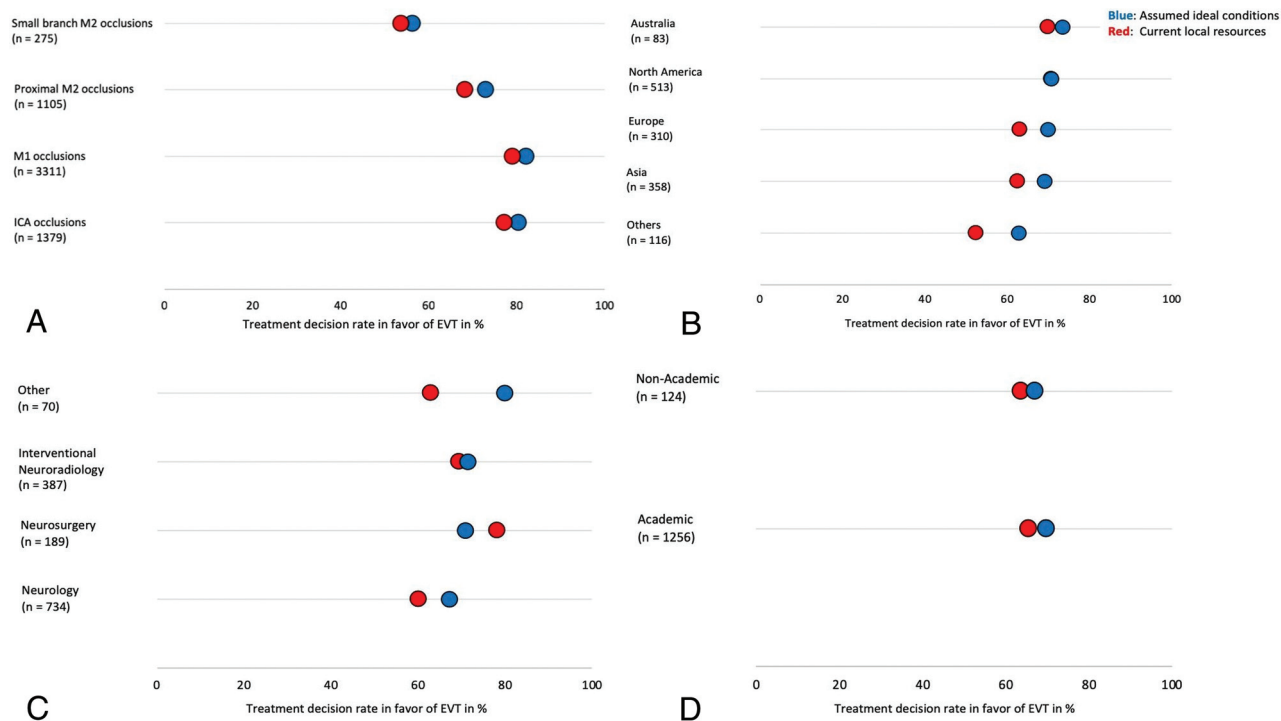 Small branch M2 occlusions
(n = 275)
Proximal M2 occlusions
(n = 1105)
M1 occlusions
(n = 3311)
ICA occlusions
(n = 1379)
0 20 40 60 80 100
Treatment decision rate in favor of EVT in %
A
Blue: Assumed ideal conditions
Red: Current local resources
Australia
(n = 83)
North America
(n = 513)
Europe
(n = 310)
Asia
(n = 358)
Others
(n = 116)
0 20 40 60 80 100
Treatment decision rate in favor of EVT in %
B
Other
(n = 70)
Interventional
Neuroradiology
(n = 387)
Neurosurgery
(n = 189)
Neurology
(n = 734)
0 20 40 60 80 100
Treatment decision rate in favor of EVT in %
C
Non-Academic
(n = 124)
Academic
(n = 1256)
0 20 40 60 80 100
Treatment decision rate in favor of EVT in %
D